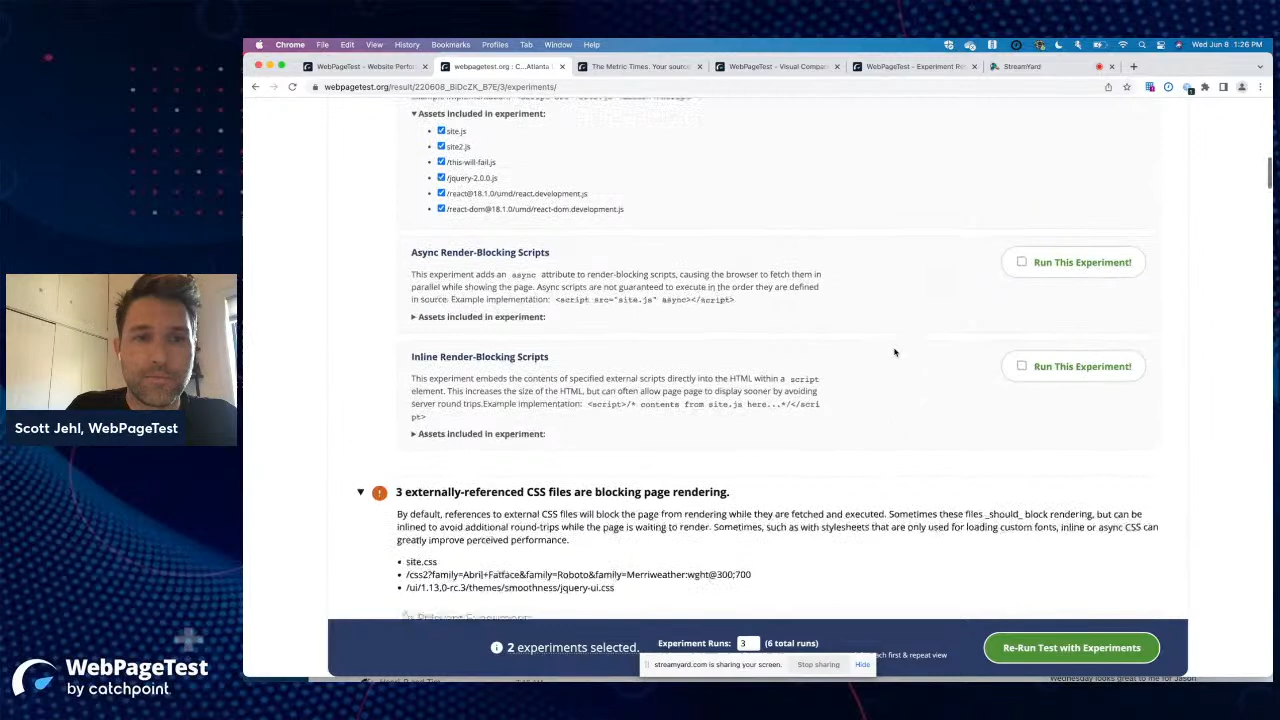 Chrome File Edit View History Bookmarks Profiles Tab Window Help
Wed Jun 8 1:26 PM
WebPageTest - Website Perfor
webpagetest.org : C...Atlanta
The Metric Times. Your source
WebPageTest - Visual Compa
WebPageTest - Experiment Re
StreamYard
webpagetest.org/result/220608_BiDcZK_B7E/3/experiments/
Assets included in experiment:
site.js
site2.js
/this-will-fail.js
/jquery-2.0.0.js
/react@18.1.0/umd/react.development.js
/react-dom@18.1.0/umd/react-dom.development.js
Async Render-Blocking Scripts
Run This Experiment!
This experiment adds an async attribute to render-blocking scripts, causing the browser to fetch them in
parallel while showing the page. Async scripts are not guaranteed to execute in the order they are defined
in source. Example implementation: <script src="site.js" async></script>
Assets included in experiment:
Inline Render-Blocking Scripts
Run This Experiment!
This experiment embeds the contents of specified external scripts directly into the HTML within a script
element. This increases the size of the HTML, but can often allow page page to display sooner by avoiding
server round trips.Example implementation: <script>/* contents from site.js here...*/</scri
pt>
Assets included in experiment:
3 externally-referenced CSS files are blocking page rendering.
By default, references to external CSS files will block the page from rendering while they are fetched and executed. Sometimes these files _should_ block rendering, but can be
inlined to avoid additional round-trips while the page is waiting to render. Sometimes, such as with stylesheets that are only used for loading custom fonts, inline or async CSS can
greatly improve perceived performance.
site.css
/css2?family=Abril+Fatface&family=Roboto&family=Merriweather:wght@300;700
/ui/1.13.0-rc.3/themes/smoothness/jquery-ui.css
2 experiments selected.
Experiment Runs: 3 (6 total runs)
each first & repeat view
Re-Run Test with Experiments
streamyard.com is sharing your screen.
Stop sharing
Hide
Wednesday looks great to me for Jason
Scott Jehl, WebPageTest
WebPageTest
by catchpoint